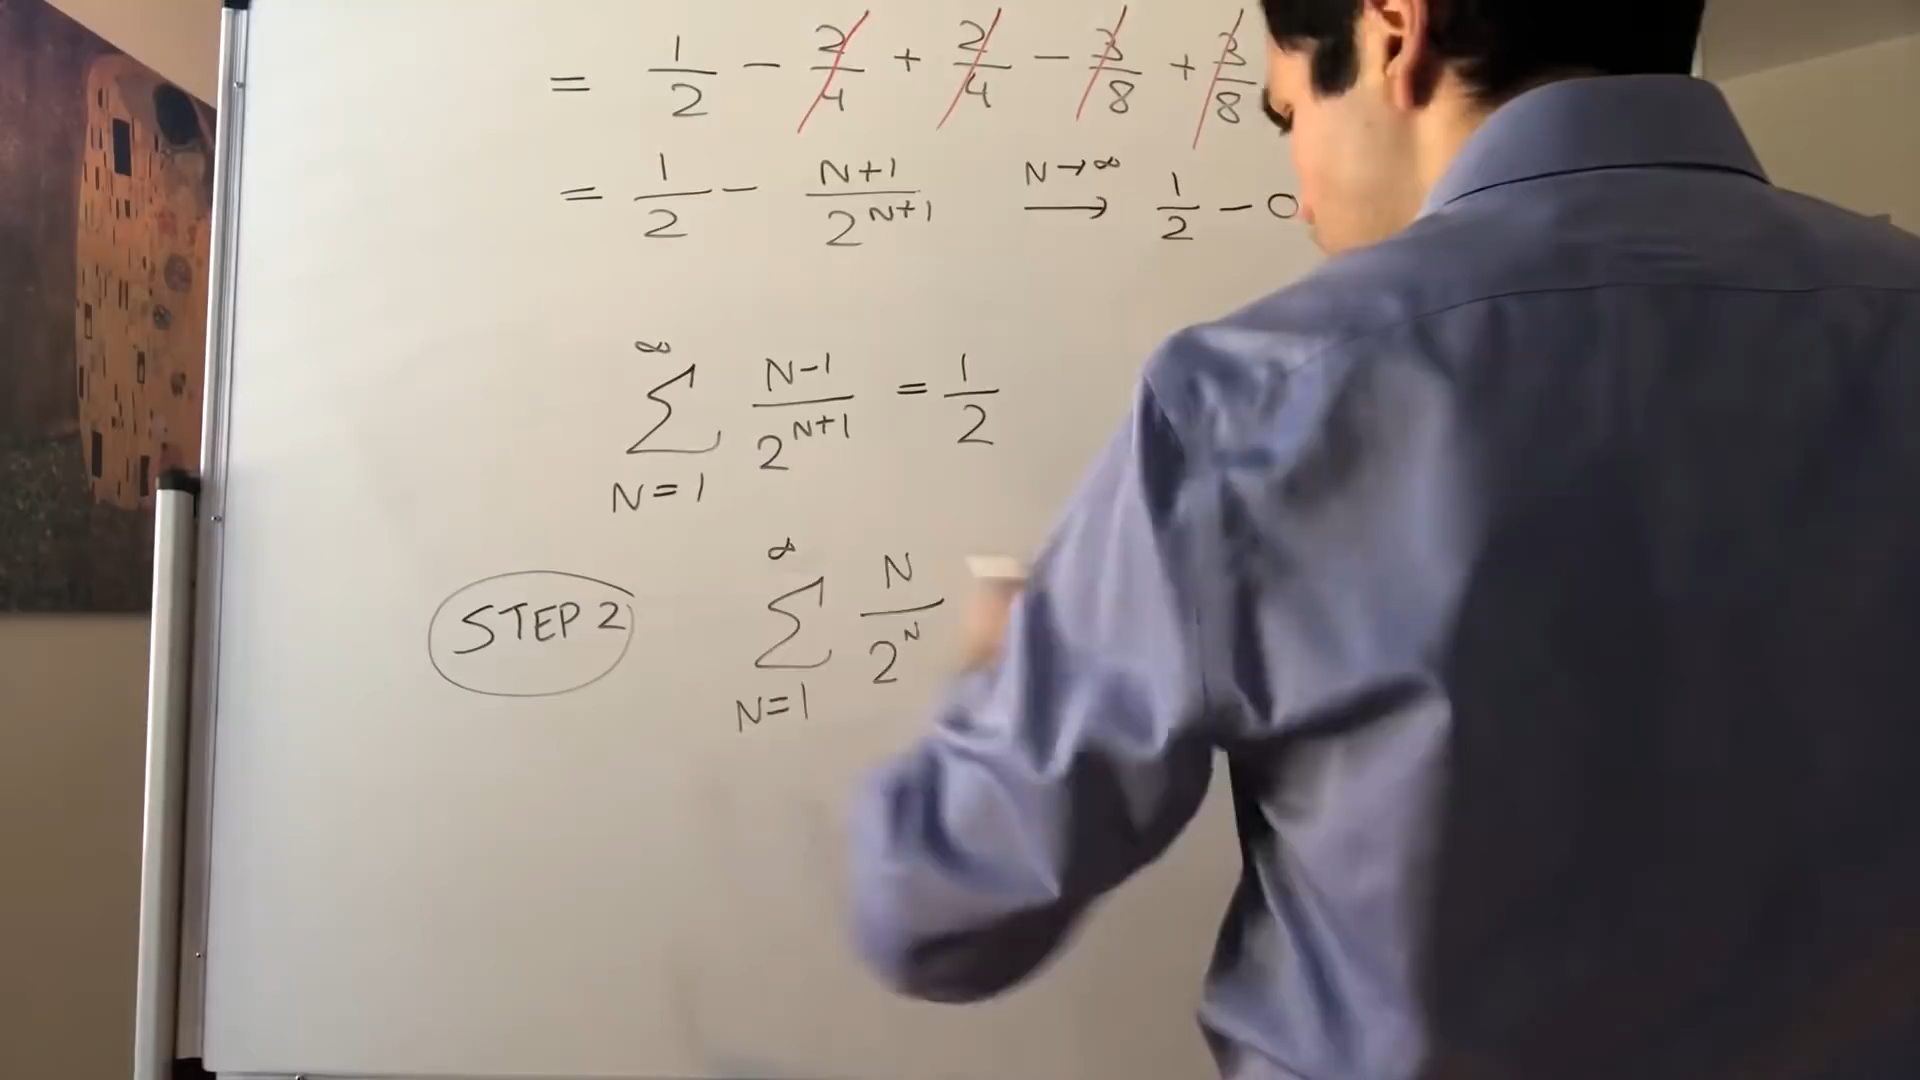 = 1/2 - 2/4 + 2/4 - 3/8 + 3/8
= 1/2 - N+1/2^{N+1} N→∞ ⟶ 1/2 - 0
∞ ∑ N=1 N-1/2^{N+1} = 1/2
STEP 2 ∞ ∑ N=1 N/2^N